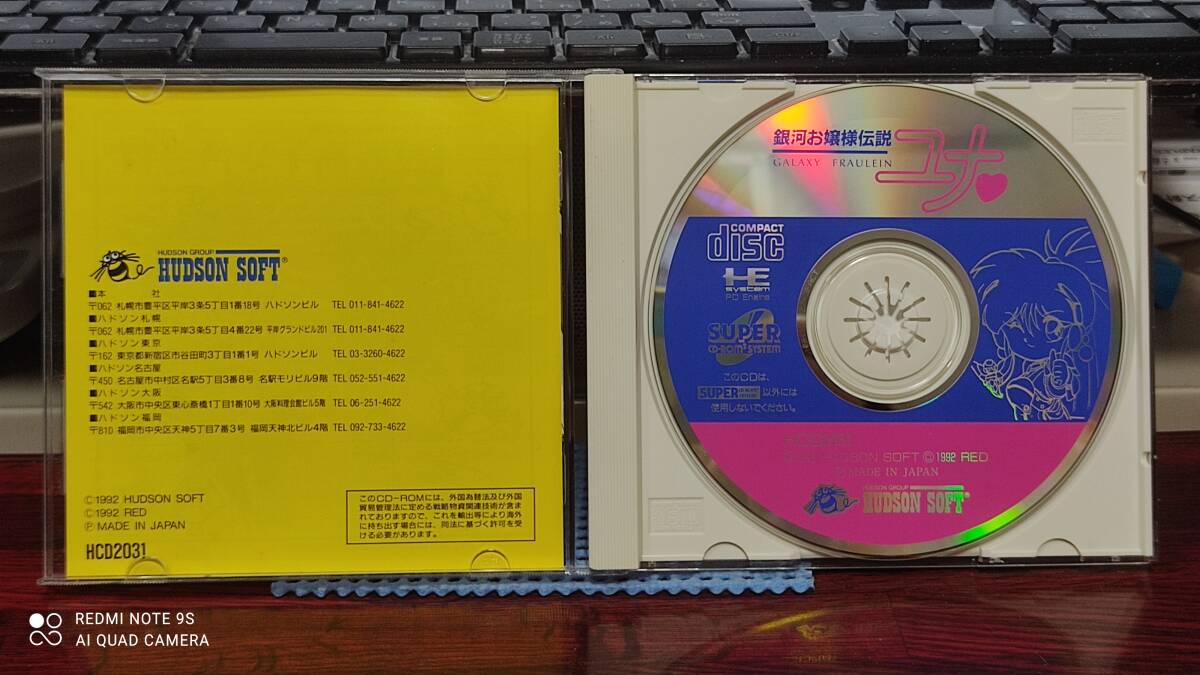 HUDSON GROUP
HUDSON SOFT®
■本 社
〒062 札幌市豊平区平岸3条5丁目1番18号 ハドソンビル TEL 011-841-4622
■ハドソン札幌
〒062 札幌市豊平区平岸3条5丁目4番22号 平岸グランドビル201 TEL 011-841-4622
■ハドソン東京
〒162 東京都新宿区市谷田町3丁目1番1号 ハドソンビル TEL 03-3260-4622
■ハドソン名古屋
〒450 名古屋市中村区名駅5丁目3番8号 名駅モリビル9階 TEL 052-551-4622
■ハドソン大阪
〒542 大阪市中央区東心斎橋1丁目1番10号 大阪料理会館ビル5階 TEL 06-251-4622
■ハドソン福岡
〒810 福岡市中央区天神5丁目7番3号 福岡天神北ビル4階 TEL 092-733-4622
©1992 HUDSON SOFT
©1992 RED
Ⓟ MADE IN JAPAN
HCD2031
このCD-ROMには、外国為替法及び外国
貿易管理法に定める戦略物資関連技術が含ま
れておりますので、これを輸出等により海外
に持ち出す場合には、同法に基づく許可を受
ける必要があります。
銀河お嬢様伝説
GALAXY FRAULEIN
ユナ
COMPACT
disc
HE
system
PC Engine
SUPER
CD-ROM² SYSTEM
このCDは、
SUPER 以外には
使用しないでください。
HUDSON SOFT ©1992 RED
Ⓟ MADE IN JAPAN
HUDSON GROUP
HUDSON SOFT®
REDMI NOTE 9S
AI QUAD CAMERA